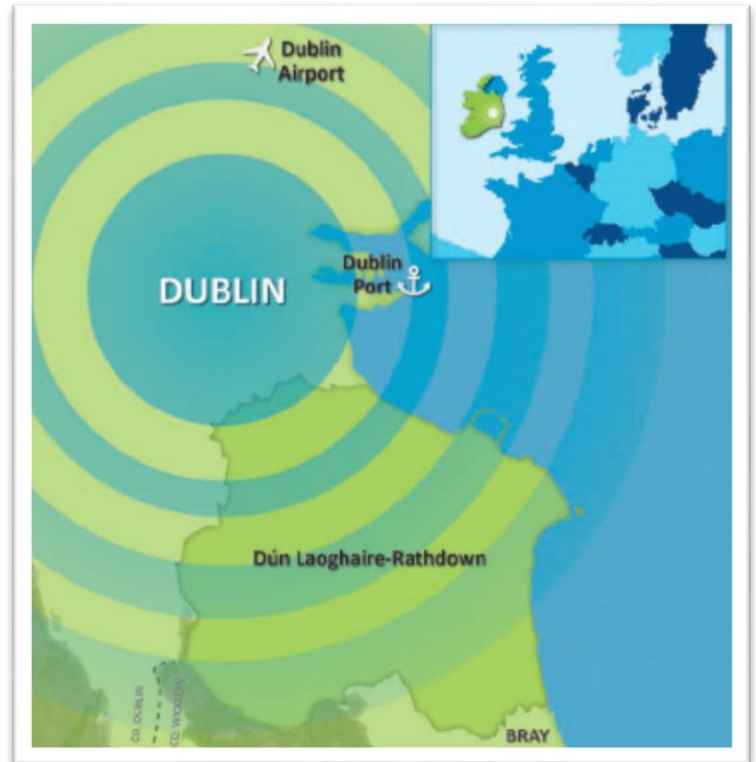 Dublin
Airport
Dublin
Port
DUBLIN
Dún Laoghaire-Rathdown
CO. DUBLIN
CO. WICKLOW
BRAY